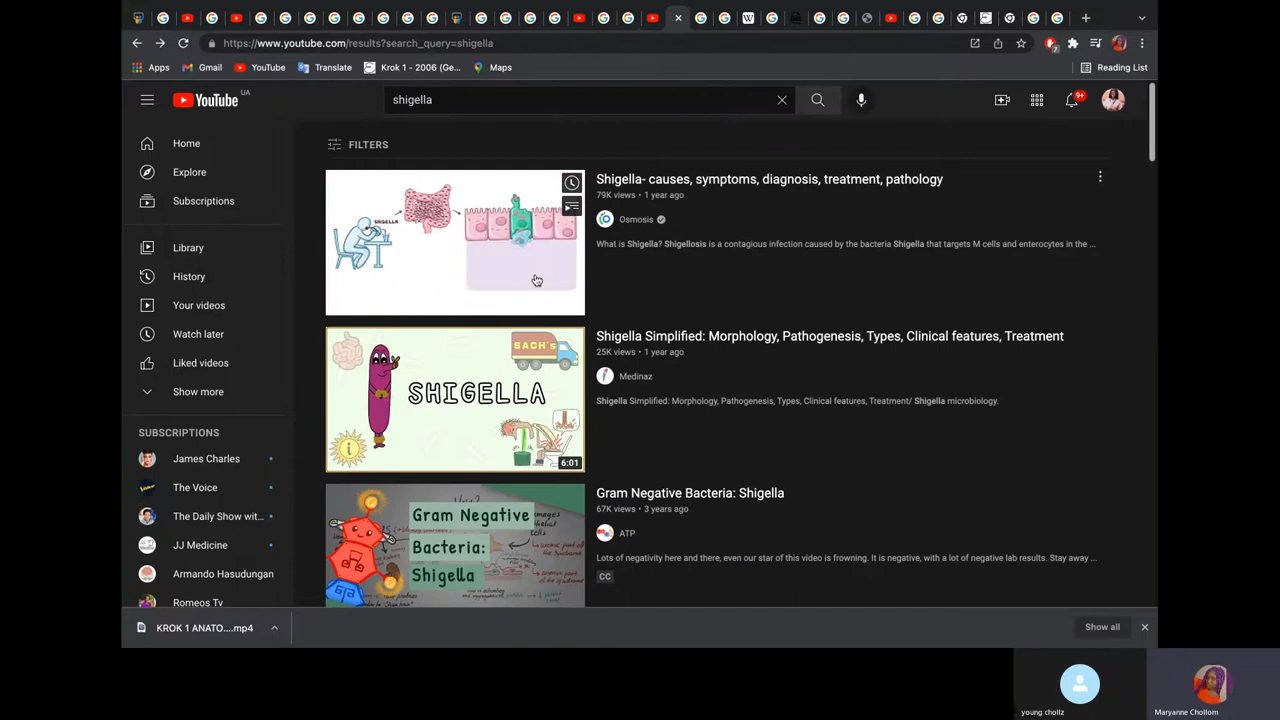 https://www.youtube.com/results?search_query=shigella
7
Apps
Gmail
YouTube
Translate
Krok 1 - 2006 (Ge...
Maps
Reading List
YouTube UA
shigella
9+
FILTERS
Home
Explore
Subscriptions
Library
History
Your videos
Watch later
Liked videos
Show more
SUBSCRIPTIONS
James Charles
The Voice
The Daily Show wit...
JJ Medicine
Armando Hasudungan
Romeos Tv
SHIGELLA
Shigella- causes, symptoms, diagnosis, treatment, pathology
79K views • 1 year ago
Osmosis
What is Shigella? Shigellosis is a contagious infection caused by the bacteria Shigella that targets M cells and enterocytes in the ...
SACH's
SHIGELLA
6:01
Shigella Simplified: Morphology, Pathogenesis, Types, Clinical features, Treatment
25K views • 1 year ago
Medinaz
Shigella Simplified: Morphology, Pathogenesis, Types, Clinical features, Treatment/ Shigella microbiology.
Gram Negative
Bacteria:
Shigella
Gram Negative Bacteria: Shigella
67K views • 3 years ago
ATP
Lots of negativity here and there, even our star of this video is frowning. It is negative, with a lot of negative lab results. Stay away ...
CC
KROK 1 ANATO....mp4
Show all
young chollz
Maryanne Chollom